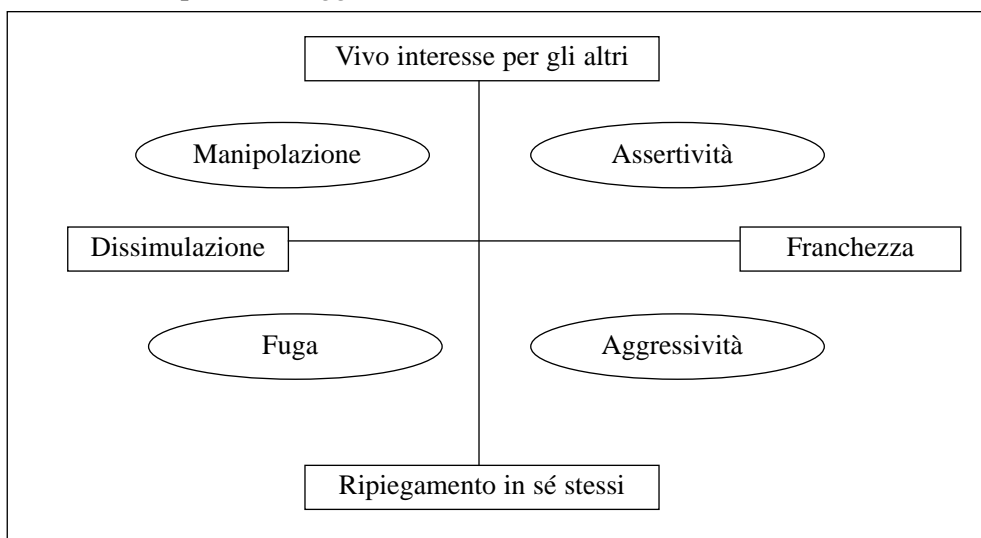 Vivo interesse per gli altri
Manipolazione
Assertività
Dissimulazione
Franchezza
Fuga
Aggressività
Ripiegamento in sé stessi